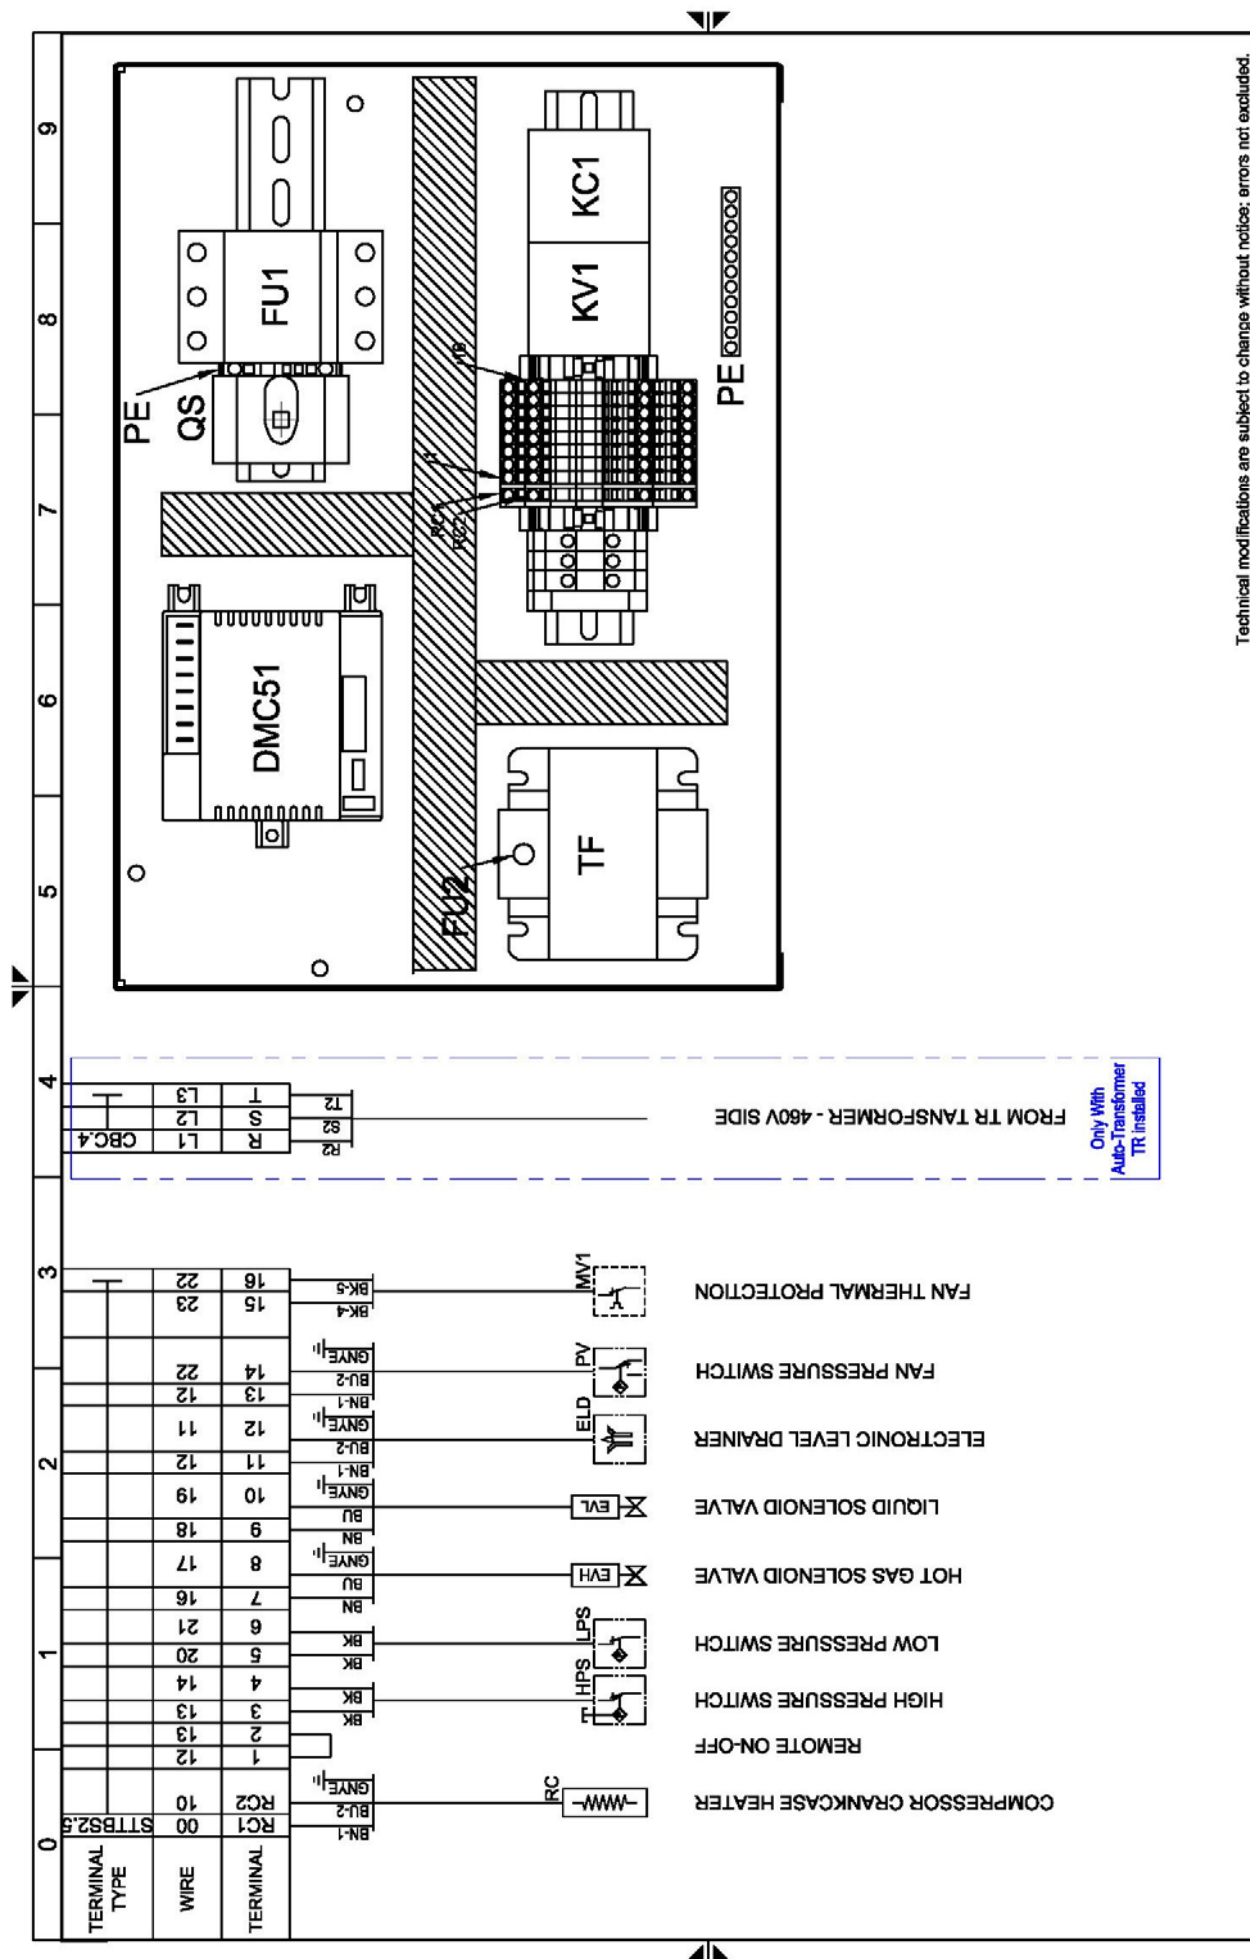 0 1 2 3 4 5 6 7 8 9
TERMINAL
TYPE
STTBS2.5
CBC.4
WIRE
00 10 12 13 13 14 20 21 16 17 18 19 12 11 12 22 23 22
L1 L2 L3
TERMINAL
RC1 RC2 1 2 3 4 5 6 7 8 9 10 11 12 13 14 15 16
R S T
BN-1 BU-2 GNYE
BK BK
BK BK
BN BU GNYE
BN BU GNYE
BN-1 BU-2 GNYE
BN-1 BU-2 GNYE
BK-4 BK-5
R2 S2 T2
RC
HPS
LPS
EVH
EVL
ELD
PV
MV1
COMPRESSOR CRANKCASE HEATER
REMOTE ON-OFF
HIGH PRESSURE SWITCH
LOW PRESSURE SWITCH
HOT GAS SOLENOID VALVE
LIQUID SOLENOID VALVE
ELECTRONIC LEVEL DRAINER
FAN PRESSURE SWITCH
FAN THERMAL PROTECTION
FROM TR TANSFORMER - 460V SIDE
Only With
Auto-Transformer
TR installed
DMC51
PE
QS
FU1
FU2
TF
RC1
RC2
KV1
KC1
PE
Technical modifications are subject to change without notice; errors not excluded.